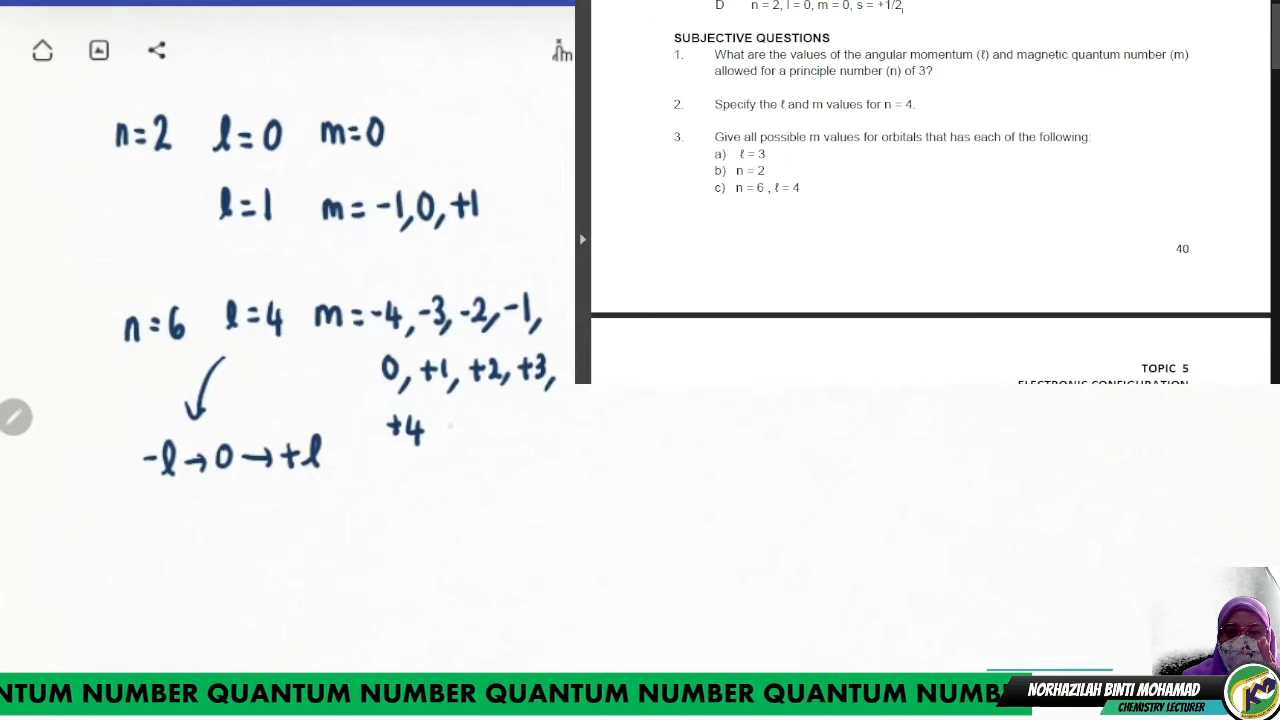 n=2 l=0 m=0
l=1 m=-1,0,+1
n=6 l=4 m=-4,-3,-2,-1,
0,+1,+2,+3,
+4
-l→0→+l
D n = 2, l = 0, m = 0, s = +1/2,
SUBJECTIVE QUESTIONS
1. What are the values of the angular momentum (ℓ) and magnetic quantum number (m)
allowed for a principle number (n) of 3?
2. Specify the ℓ and m values for n = 4.
3. Give all possible m values for orbitals that has each of the following:
a) ℓ = 3
b) n = 2
c) n = 6 , ℓ = 4
40
TOPIC 5
ELECTRONIC CONFIGURATION
NTUM NUMBER QUANTUM NUMBER QUANTUM NUMBER QUANTUM NUMB
NORHAZILAH BINTI MOHAMAD
CHEMISTRY LECTURER